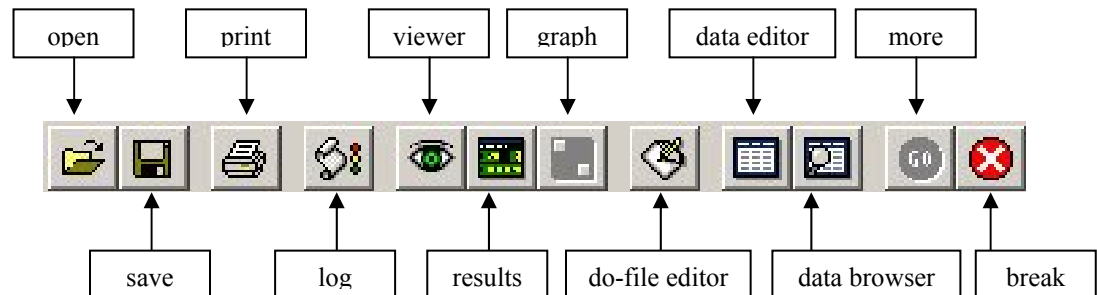 open print viewer graph data editor more
GO
save log results do-file editor data browser break